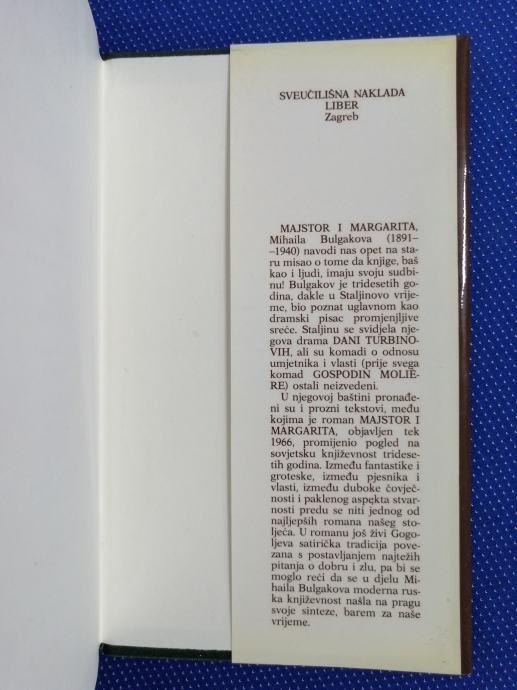 SVEUČILIŠNA NAKLADA
LIBER
Zagreb
MAJSTOR I MARGARITA,
Mihaila Bulgakova (1891–
–1940) navodi nas opet na sta-
ru misao o tome da knjige, baš
kao i ljudi, imaju svoju sudbi-
nu! Bulgakov je tridesetih go-
dina, dakle u Staljinovo vrije-
me, bio poznat uglavnom kao
dramski pisac promjenjljive
sreće. Staljinu se svidjela nje-
gova drama DANI TURBINO-
VIH, ali su komadi o odnosu
umjetnika i vlasti (prije svega
komad GOSPODIN MOLIÈ-
RE) ostali neizvedeni.
U njegovoj baštini pronađe-
ni su i prozni tekstovi, među
kojima je roman MAJSTOR I
MARGARITA, objavljen tek
1966, promijenio pogled na
sovjetsku književnost tridese-
tih godina. Između fantastike i
groteske, između pjesnika i
vlasti, između duboke čovječ-
nosti i paklenog aspekta stvar-
nosti predu se niti jednog od
najljepših romana našeg sto-
ljeća. U romanu još živi Gogo-
ljeva satirička tradicija pove-
zana s postavljanjem najtežih
pitanja o dobru i zlu, pa bi se
moglo reći da se u djelu Mi-
haila Bulgakova moderna rus-
ka književnost našla na pragu
svoje sinteze, barem za naše
vrijeme.